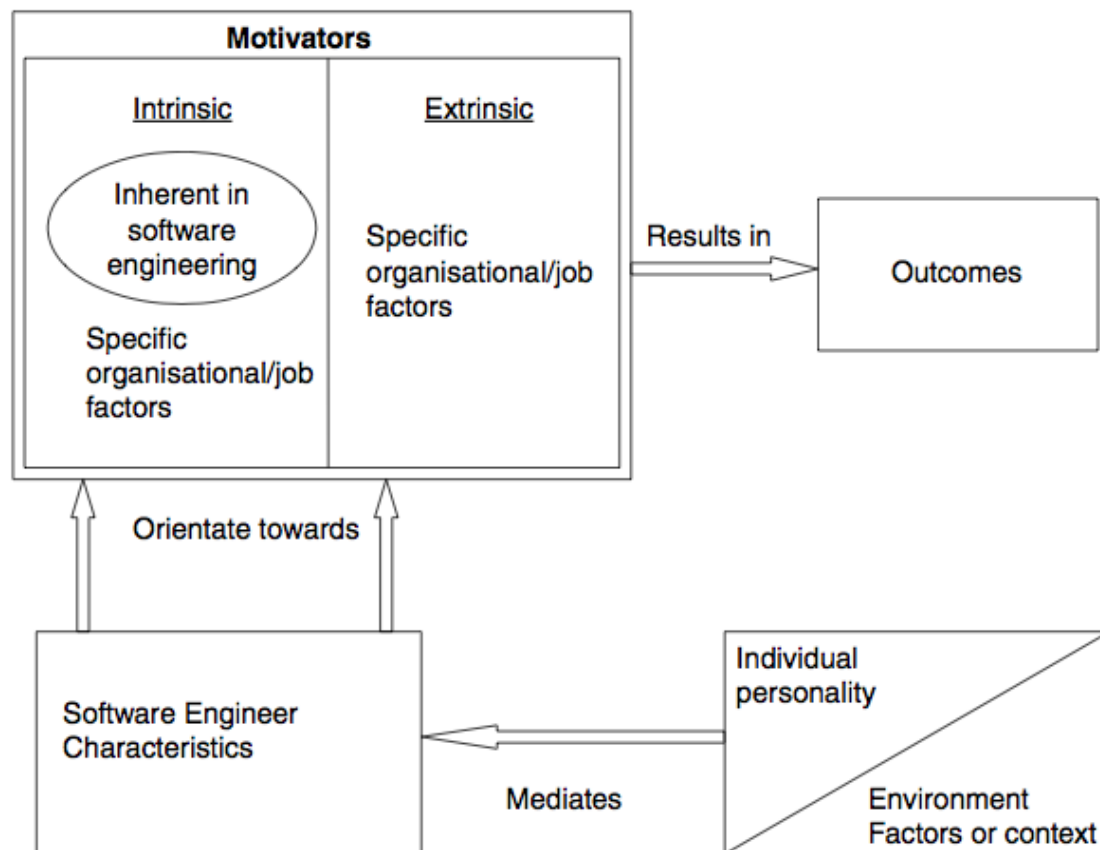 Motivators
Intrinsic
Inherent in
software
engineering
Specific
organisational/job
factors
Extrinsic
Specific
organisational/job
factors
Results in
Outcomes
Orientate towards
Software Engineer
Characteristics
Mediates
Individual
personality
Environment
Factors or context